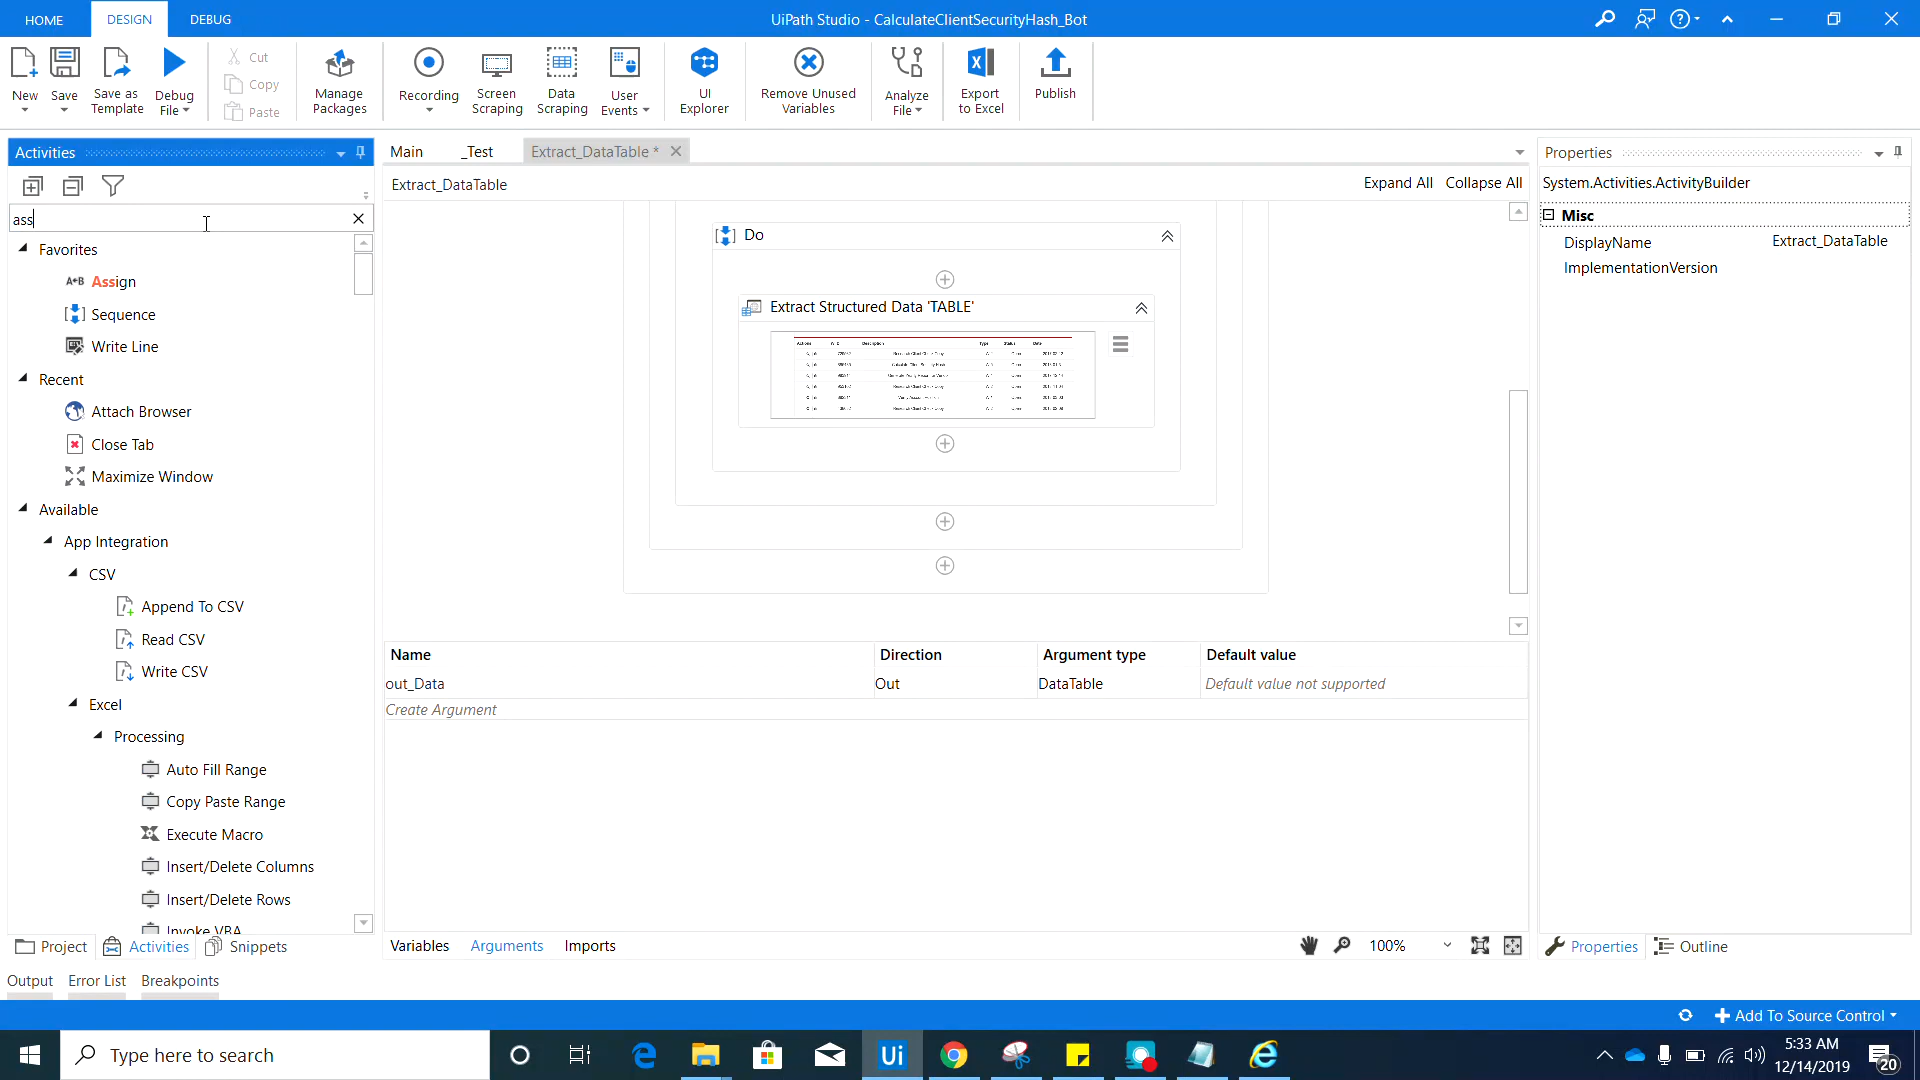 HOME DESIGN DEBUG
UiPath Studio - CalculateClientSecurityHash_Bot
New
Save
Save as Template
Debug File
Cut
Copy
Paste
Manage Packages
Recording
Screen Scraping
Data Scraping
User Events
UI Explorer
Remove Unused Variables
Analyze File
Export to Excel
Publish
Activities
ass
Favorites
Assign
Sequence
Write Line
Recent
Attach Browser
Close Tab
Maximize Window
Available
App Integration
CSV
Append To CSV
Read CSV
Write CSV
Excel
Processing
Auto Fill Range
Copy Paste Range
Execute Macro
Insert/Delete Columns
Insert/Delete Rows
Invoke VBA
Project Activities Snippets
Main _Test Extract_DataTable *
Extract_DataTable
Expand All Collapse All
Do
Extract Structured Data 'TABLE'
Actions Description Type Status Date
Name Direction Argument type Default value
out_Data Out DataTable Default value not supported
Create Argument
Variables Arguments Imports
100%
Properties
System.Activities.ActivityBuilder
Misc
DisplayName Extract_DataTable
ImplementationVersion
Properties Outline
Output Error List Breakpoints
Add To Source Control
Type here to search
Ui
5:33 AM
12/14/2019
20